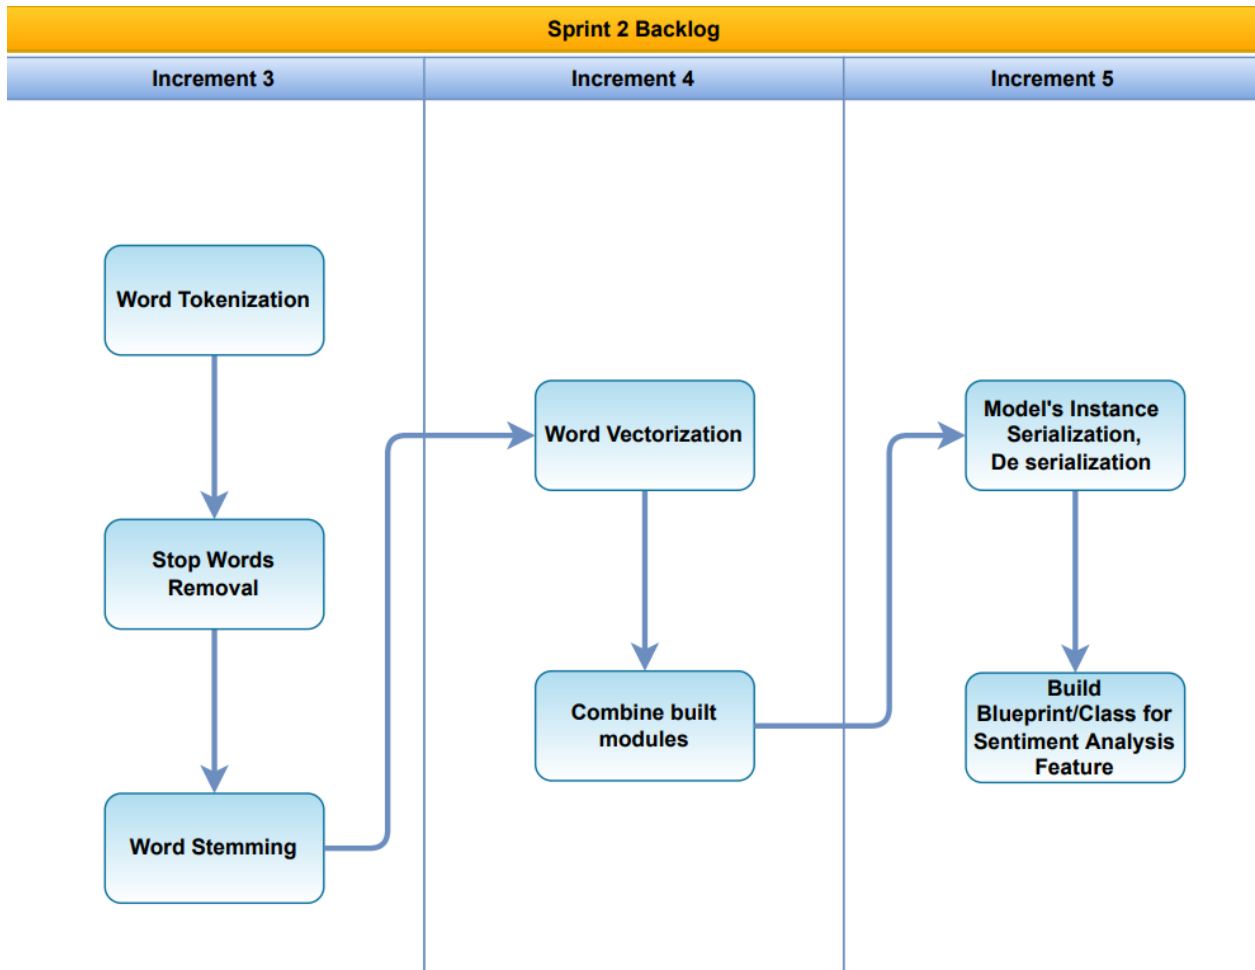 Sprint 2 Backlog
Increment 3
Increment 4
Increment 5
Word Tokenization
Stop Words
Removal
Word Stemming
Word Vectorization
Combine built
modules
Model's Instance
Serialization,
De serialization
Build
Blueprint/Class for
Sentiment Analysis
Feature